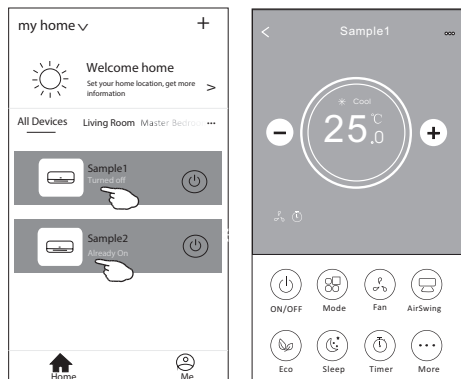 my home
Welcome home
Set your home location, get more
information
All Devices Living Room Master Bedroom
Sample1
Turned off
Sample2
Already On
Home Me
Sample1
Cool
25.0 ℃
ON/OFF Mode Fan AirSwing
Eco Sleep Timer More